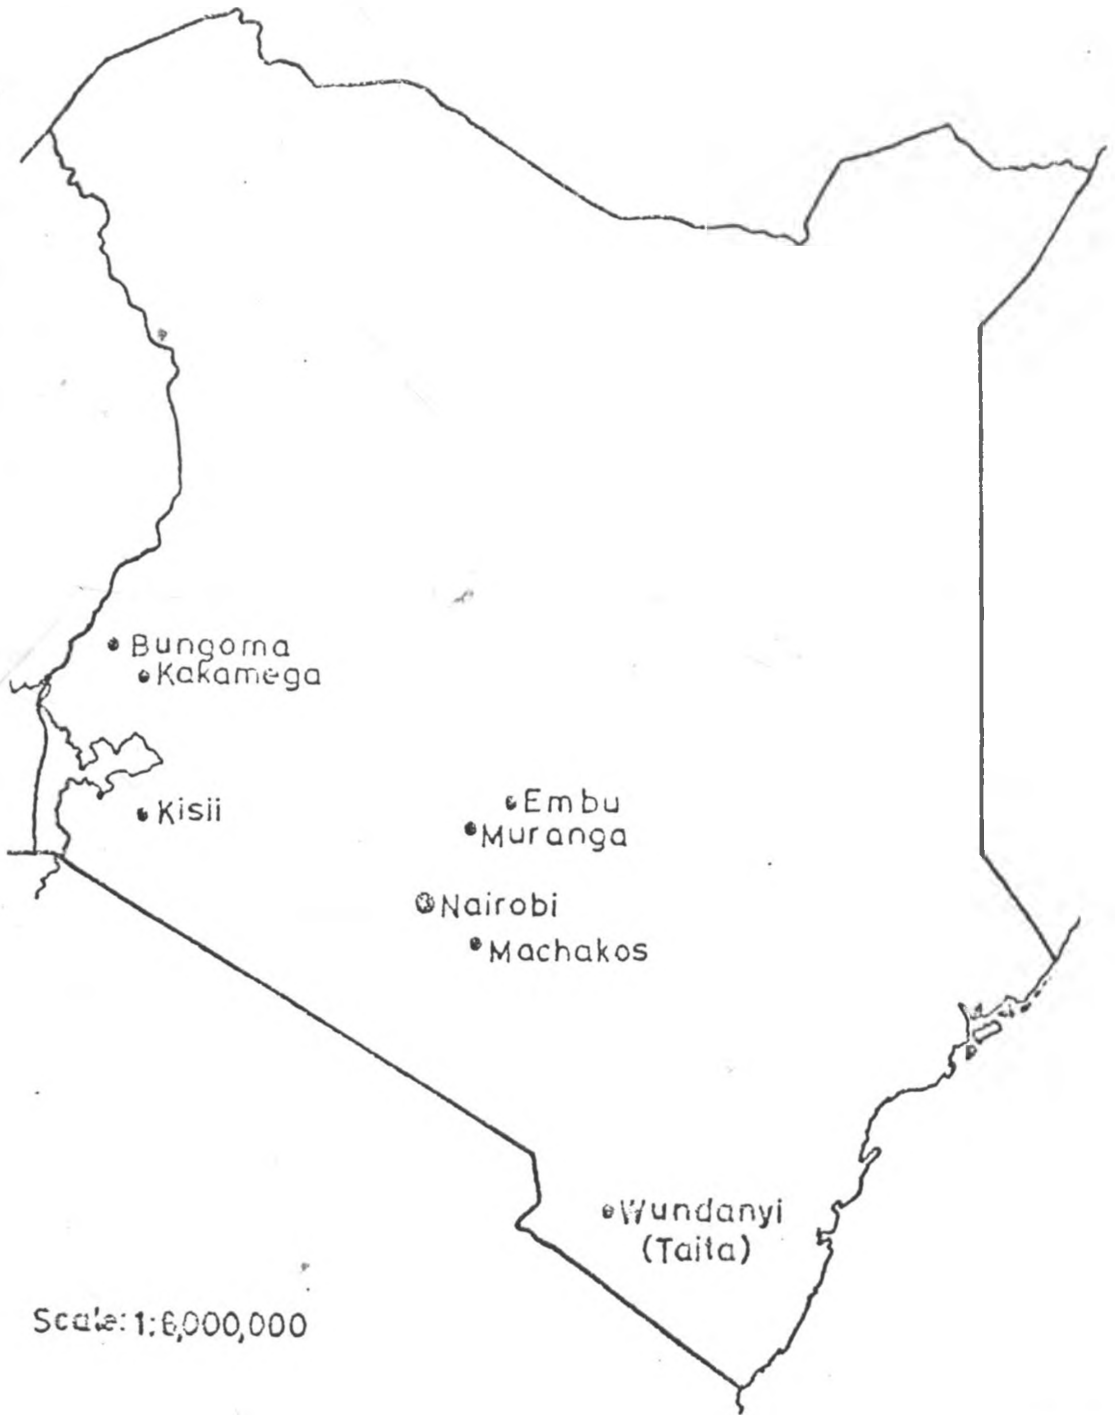 Bungoma
Kakamega
Kisii
Embu
Muranga
Nairobi
Machakos
Wundanyi
(Taita)
Scale: 1:6,000,000